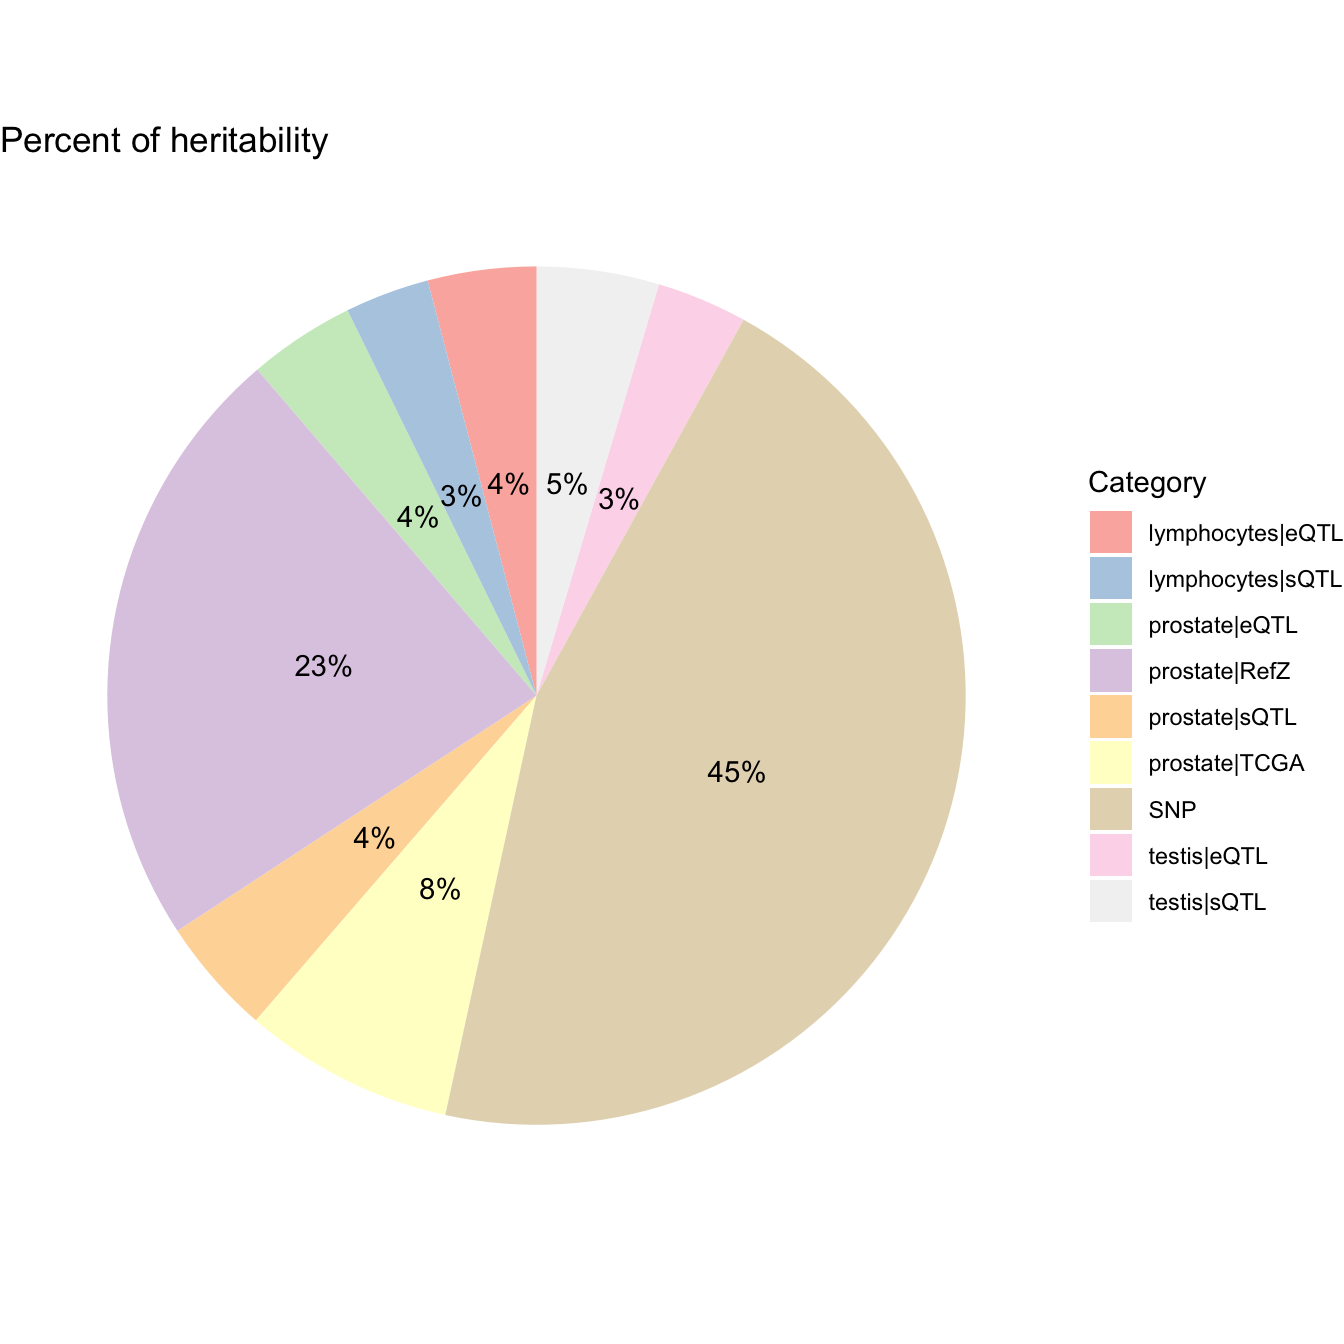 Percent of heritability
4%
5%
3%
3%
4%
23%
45%
4%
8%
Category
lymphocytes|eQTL
lymphocytes|sQTL
prostate|eQTL
prostate|RefZ
prostate|sQTL
prostate|TCGA
SNP
testis|eQTL
testis|sQTL